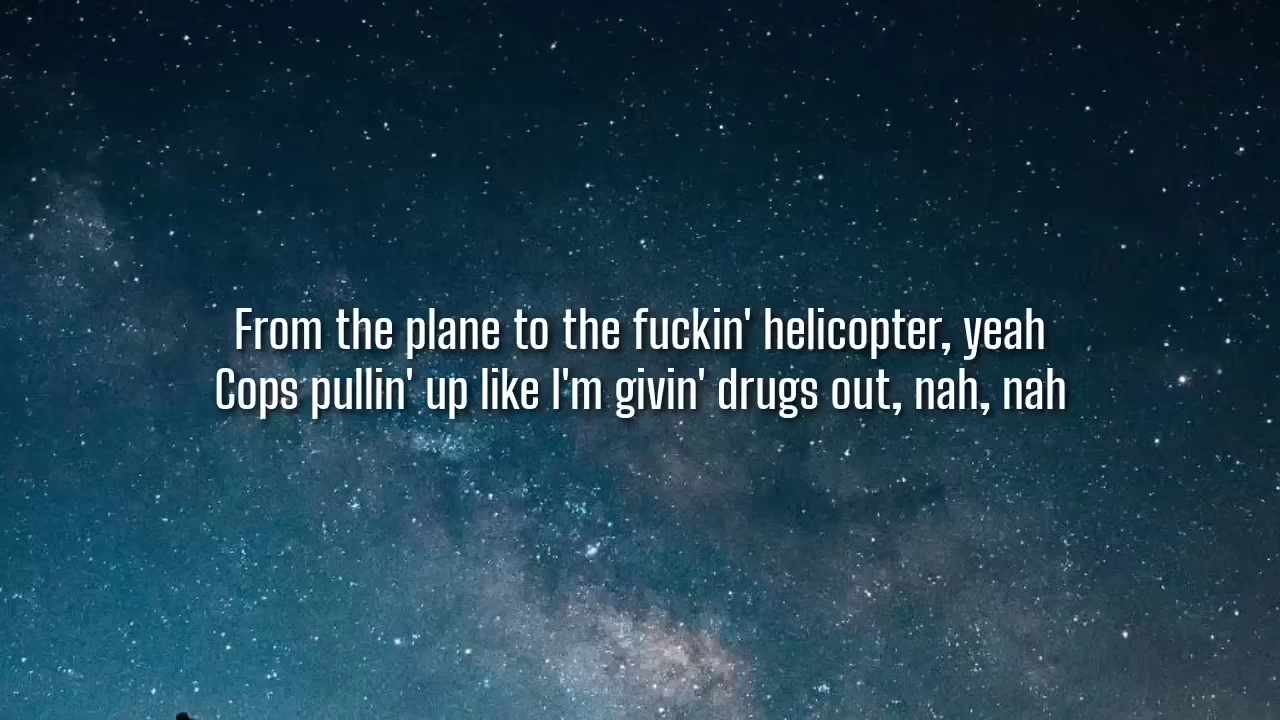 From the plane to the fuckin' helicopter, yeah
Cops pullin' up like I'm givin' drugs out, nah, nah